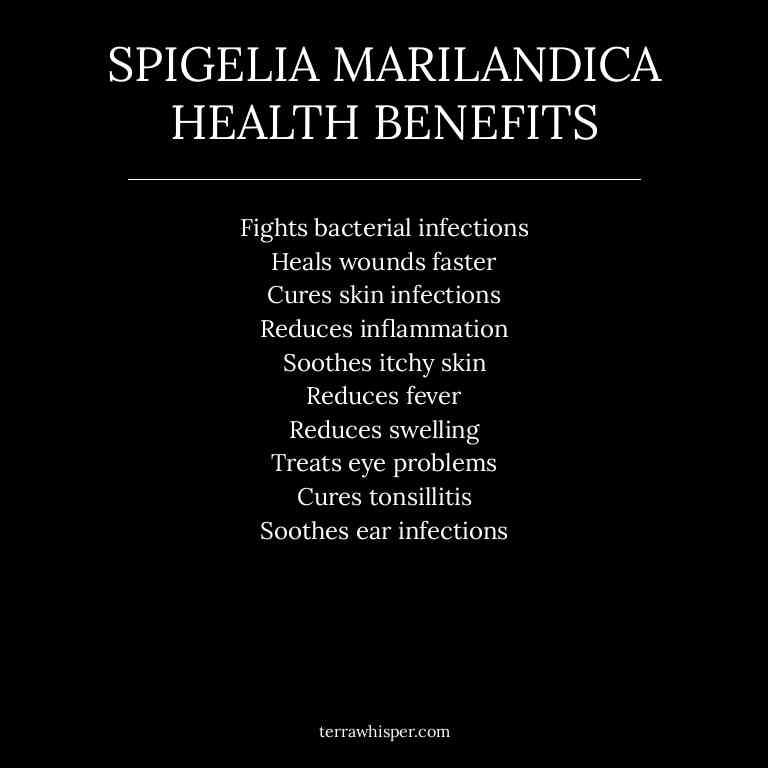 SPIGELIA MARILANDICA
HEALTH BENEFITS
Fights bacterial infections
Heals wounds faster
Cures skin infections
Reduces inflammation
Soothes itchy skin
Reduces fever
Reduces swelling
Treats eye problems
Cures tonsillitis
Soothes ear infections
terrawhisper.com